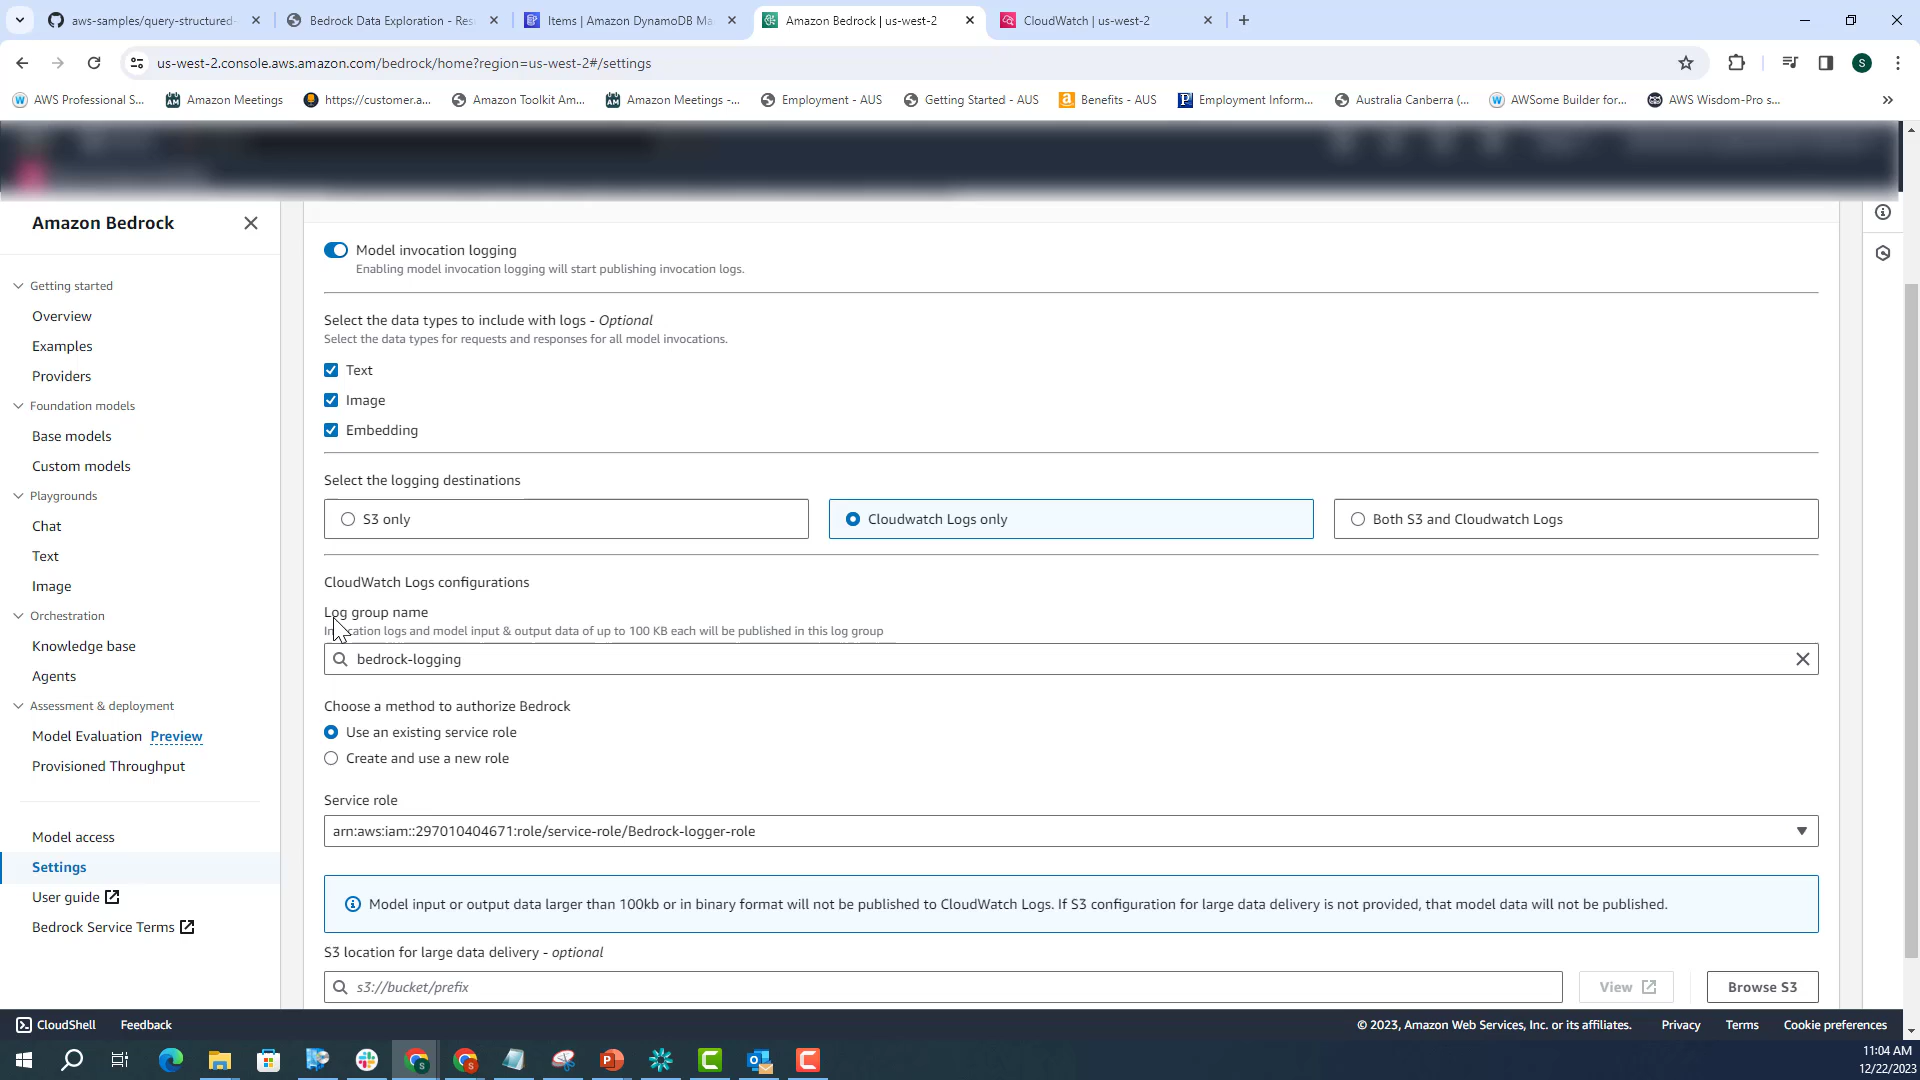 aws-samples/query-structured-
Bedrock Data Exploration - Res
Items | Amazon DynamoDB Ma
Amazon Bedrock | us-west-2
CloudWatch | us-west-2
us-west-2.console.aws.amazon.com/bedrock/home?region=us-west-2#/settings
S
AWS Professional S...
Amazon Meetings
https://customer.a...
Amazon Toolkit Am...
Amazon Meetings -...
Employment - AUS
Getting Started - AUS
Benefits - AUS
Employment Inform...
Australia Canberra (...
AWSome Builder for...
AWS Wisdom-Pro s...
Amazon Bedrock
Getting started
Overview
Examples
Providers
Foundation models
Base models
Custom models
Playgrounds
Chat
Text
Image
Orchestration
Knowledge base
Agents
Assessment & deployment
Model Evaluation Preview
Provisioned Throughput
Model access
Settings
User guide
Bedrock Service Terms
Model invocation logging
Enabling model invocation logging will start publishing invocation logs.
Select the data types to include with logs - Optional
Select the data types for requests and responses for all model invocations.
Text
Image
Embedding
Select the logging destinations
S3 only
Cloudwatch Logs only
Both S3 and Cloudwatch Logs
CloudWatch Logs configurations
Log group name
Invocation logs and model input & output data of up to 100 KB each will be published in this log group
bedrock-logging
Choose a method to authorize Bedrock
Use an existing service role
Create and use a new role
Service role
arn:aws:iam::297010404671:role/service-role/Bedrock-logger-role
Model input or output data larger than 100kb or in binary format will not be published to CloudWatch Logs. If S3 configuration for large data delivery is not provided, that model data will not be published.
S3 location for large data delivery - optional
s3://bucket/prefix
View
Browse S3
CloudShell
Feedback
© 2023, Amazon Web Services, Inc. or its affiliates.
Privacy
Terms
Cookie preferences
11:04 AM
12/22/2023